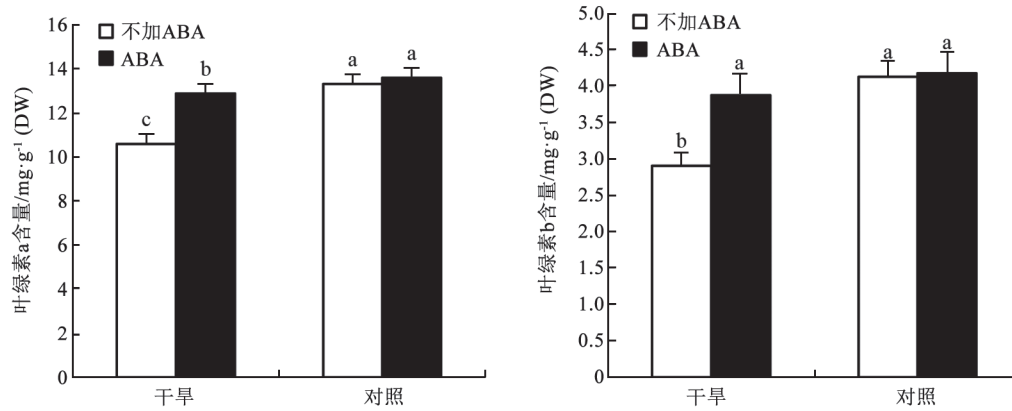 16
14
12
10
8
6
4
2
0
叶绿素a含量/mg·g⁻¹ (DW)
不加ABA
ABA
c
b
a
a
干旱
对照
5.0
4.5
4.0
3.5
3.0
2.5
2.0
1.5
1.0
0.5
0
叶绿素b含量/mg·g⁻¹ (DW)
不加ABA
ABA
b
a
a
a
干旱
对照